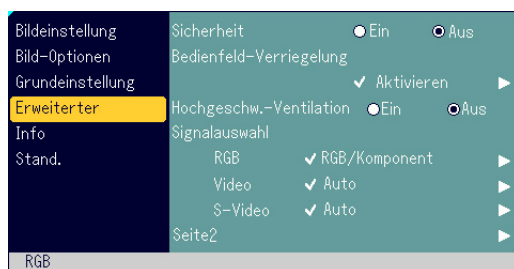 Bildeinstellung
Bild-Optionen
Grundeinstellung
Erweiterter
Info
Stand.
Sicherheit Ein Aus
Bedienfeld-Verriegelung
Aktivieren
Hochgeschw.-Ventilation Ein Aus
Signalauswahl
RGB RGB/Komponent
Video Auto
S-Video Auto
Seite2
RGB